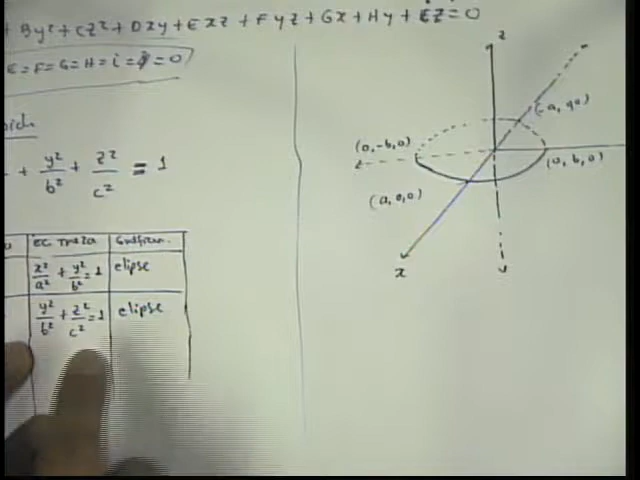 + By² + Cz² + Dxy + Exz + Fyz + Gx + Hy + iz = 0
E = F = G = H = i = 0
+ y²/b² + z²/c² = 1
ec. traza
x²/a² + y²/b² = 1 elipse
y²/b² + z²/c² = 1 elipse
z
(-a, 0,0)
(0,-b,0)
(0, b, 0)
(a, 0,0)
x